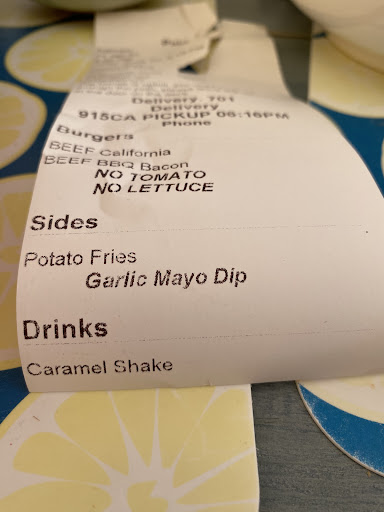 Delivery, 701
Delivery
915CA PICKUP 06:16PM
Phone
Burgers
BEEF California
BEEF BBQ Bacon
NO TOMATO
NO LETTUCE
Sides
Potato Fries
Garlic Mayo Dip
Drinks
Caramel Shake